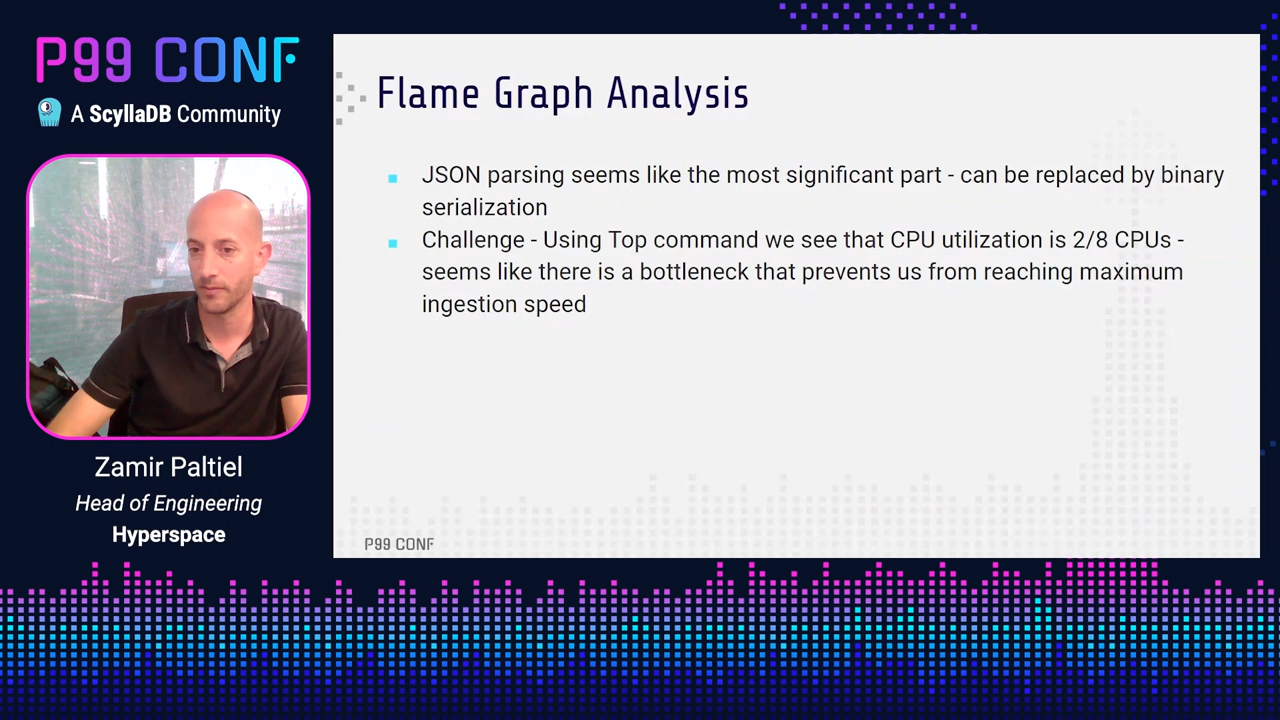 P99 CONF
A ScyllaDB Community
Zamir Paltiel
Head of Engineering
Hyperspace
Flame Graph Analysis
JSON parsing seems like the most significant part - can be replaced by binary
serialization
Challenge - Using Top command we see that CPU utilization is 2/8 CPUs -
seems like there is a bottleneck that prevents us from reaching maximum
ingestion speed
P99 CONF